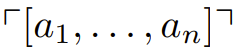 ⌜[a₁, . . . , aₙ]⌝